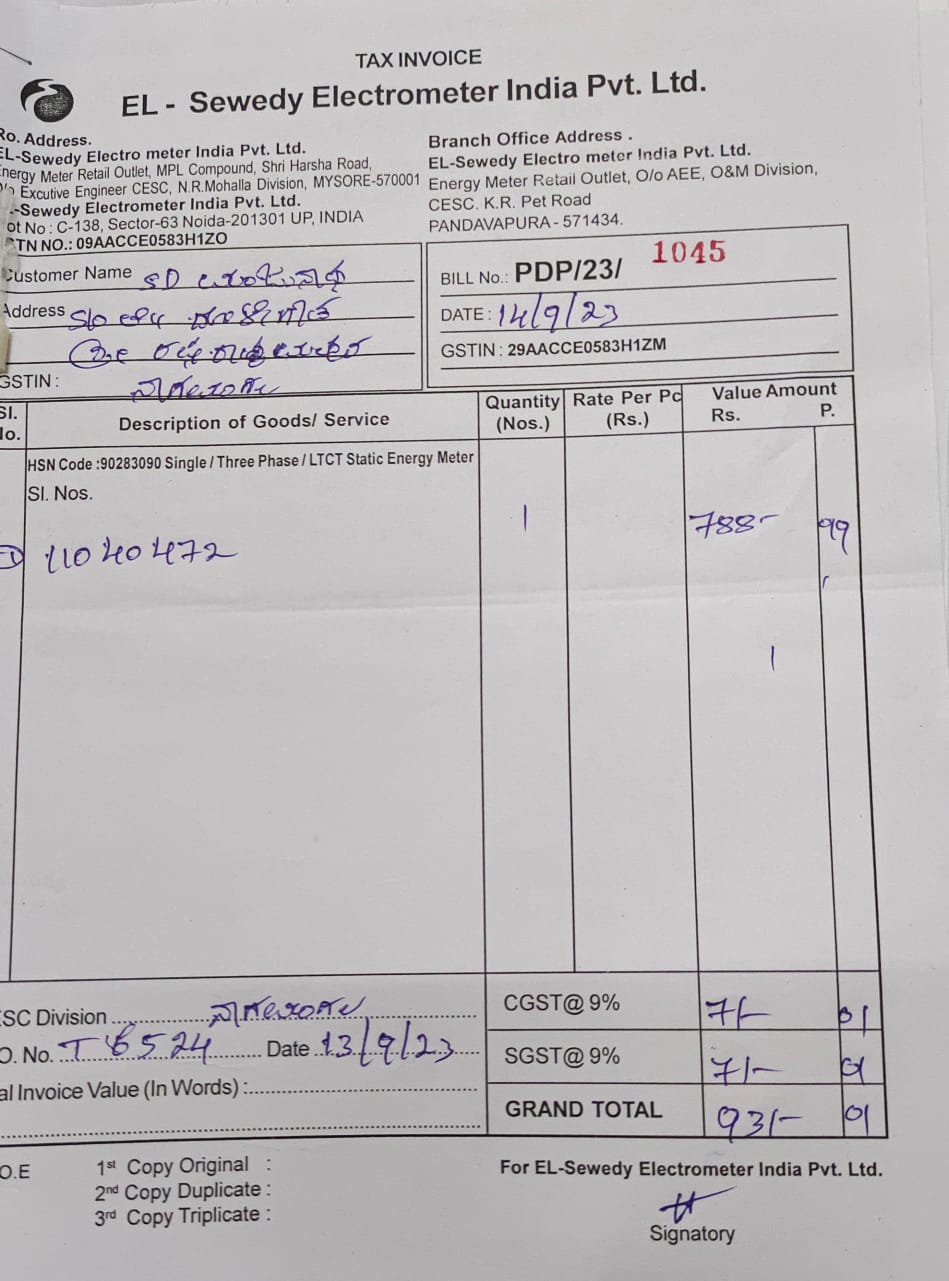 TAX INVOICE
EL - Sewedy Electrometer India Pvt. Ltd.
Ro. Address.
EL-Sewedy Electro meter India Pvt. Ltd.
Energy Meter Retail Outlet, MPL Compound, Shri Harsha Road,
Excutive Engineer CESC, N.R.Mohalla Division, MYSORE-570001
-Sewedy Electrometer India Pvt. Ltd.
ot No : C-138, Sector-63 Noida-201301 UP, INDIA
TN NO.: 09AACCE0583H1ZO
Branch Office Address .
EL-Sewedy Electro meter India Pvt. Ltd.
Energy Meter Retail Outlet, O/o AEE, O&M Division,
CESC. K.R. Pet Road
PANDAVAPURA - 571434.
Customer Name
Address S/o
GSTIN :
BILL No.: PDP/23/ 1045
DATE : 14/9/23
GSTIN : 29AACCE0583H1ZM
Sl. No. Description of Goods/ Service Quantity (Nos.) Rate Per Pc (Rs.) Value Amount Rs. P.
HSN Code :90283090 Single / Three Phase / LTCT Static Energy Meter
Sl. Nos.
1 11040472 1 788- 99
SC Division
O. No. Date 13/9/23
al Invoice Value (In Words) :
CGST@ 9% 71- 01
SGST@ 9% 71- 01
GRAND TOTAL 931- 01
O.E
1st Copy Original :
2nd Copy Duplicate :
3rd Copy Triplicate :
For EL-Sewedy Electrometer India Pvt. Ltd.
Signatory